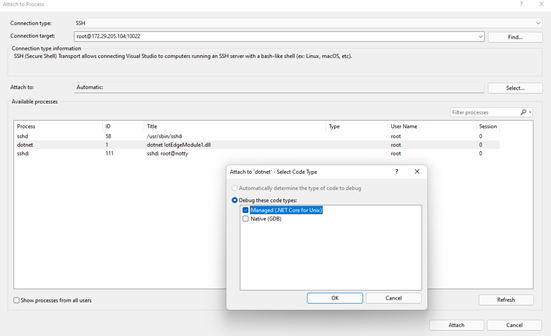 Attach to Process
Connection type: SSH
Connection target: root@172.29.205.104:10022 Find...
Connection type information
SSH (Secure Shell) Transport allows connecting Visual Studio to computers running an SSH server with a bash-like shell (ex: Linux, macOS, etc).
Attach to: Automatic: Select...
Available processes
Filter processes
Process ID Title Type User Name Session
sshd 58 /usr/sbin/sshd root 0
dotnet 1 dotnet IotEdgeModule1.dll root 0
sshd: 111 sshd: root@notty root 0
Attach to 'dotnet' - Select Code Type
Automatically determine the type of code to debug
Debug these code types:
Managed (.NET Core for Unix)
Native (GDB)
OK Cancel
Show processes from all users Refresh
Attach Cancel